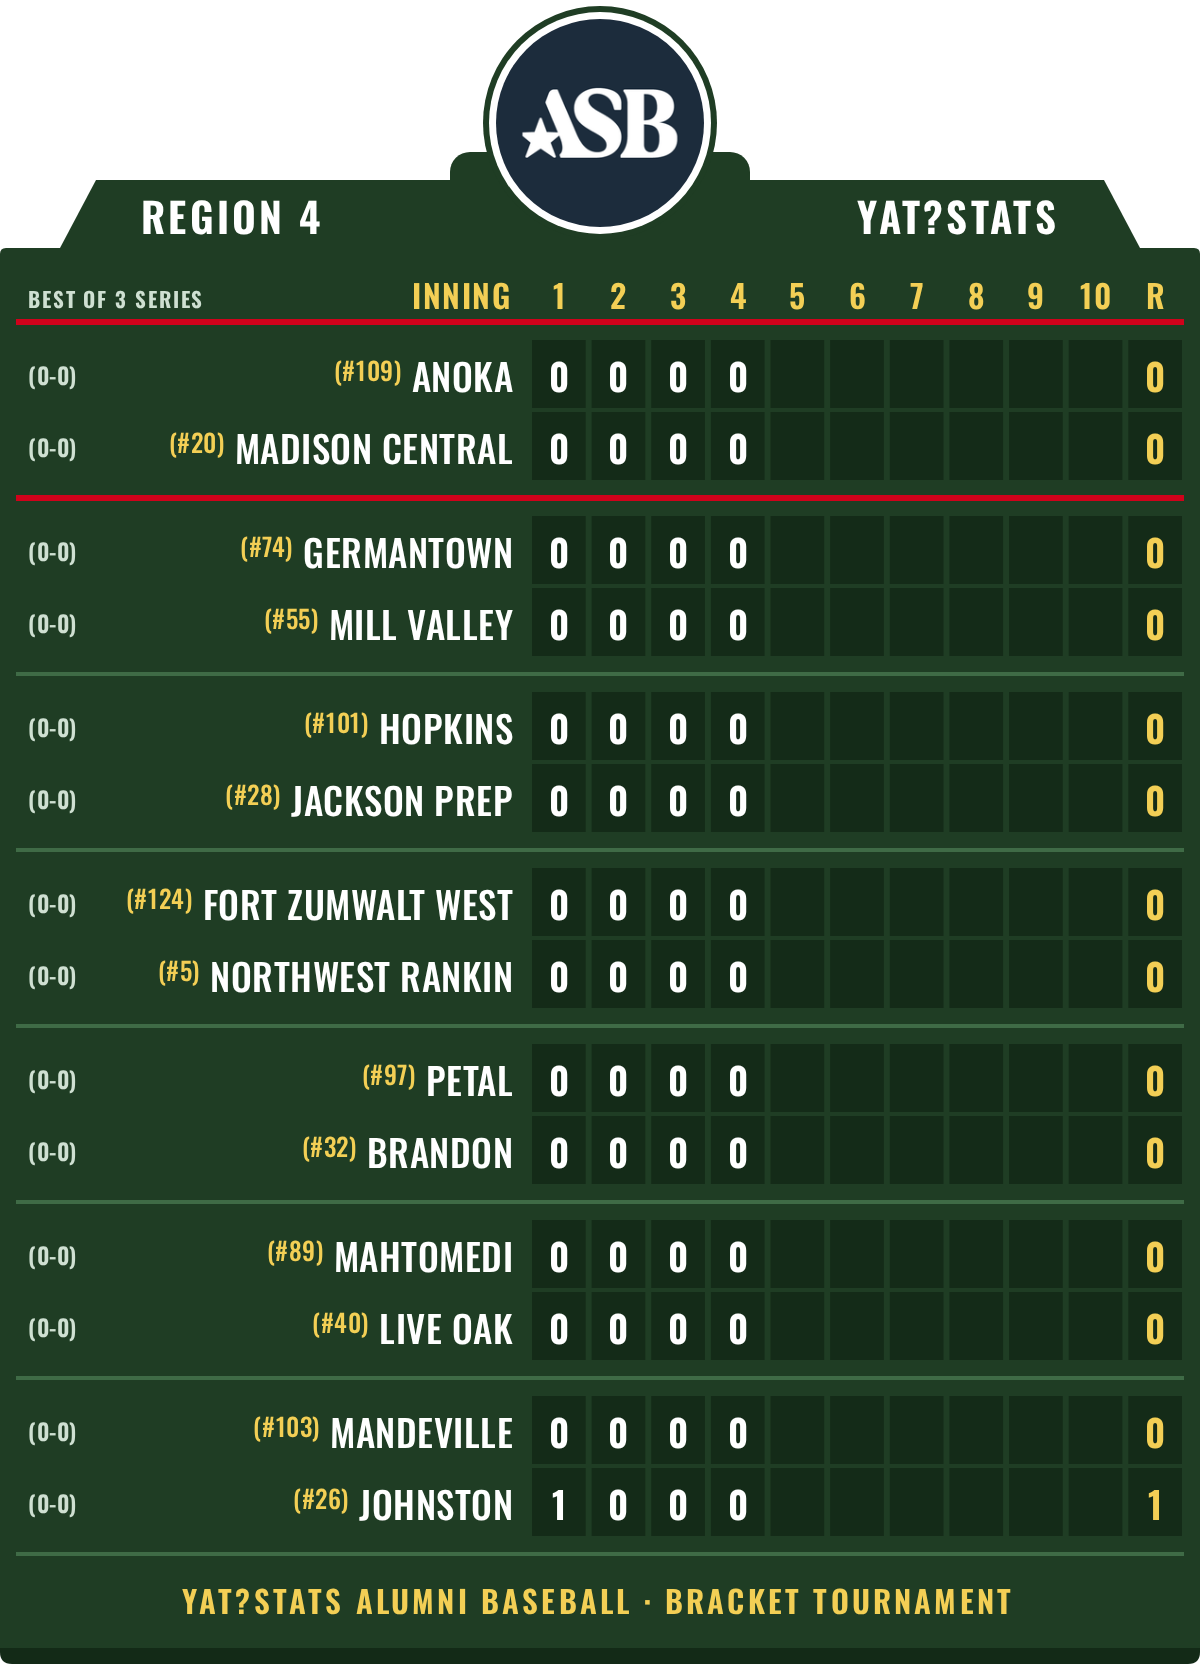 ASB
REGION 4 YAT?STATS
BEST OF 3 SERIES INNING 1 2 3 4 5 6 7 8 9 10 R
(0-0) (#109) ANOKA 0 0 0 0 0
(0-0) (#20) MADISON CENTRAL 0 0 0 0 0
(0-0) (#74) GERMANTOWN 0 0 0 0 0
(0-0) (#55) MILL VALLEY 0 0 0 0 0
(0-0) (#101) HOPKINS 0 0 0 0 0
(0-0) (#28) JACKSON PREP 0 0 0 0 0
(0-0) (#124) FORT ZUMWALT WEST 0 0 0 0 0
(0-0) (#5) NORTHWEST RANKIN 0 0 0 0 0
(0-0) (#97) PETAL 0 0 0 0 0
(0-0) (#32) BRANDON 0 0 0 0 0
(0-0) (#89) MAHTOMEDI 0 0 0 0 0
(0-0) (#40) LIVE OAK 0 0 0 0 0
(0-0) (#103) MANDEVILLE 0 0 0 0 0
(0-0) (#26) JOHNSTON 1 0 0 0 1
YAT?STATS ALUMNI BASEBALL · BRACKET TOURNAMENT